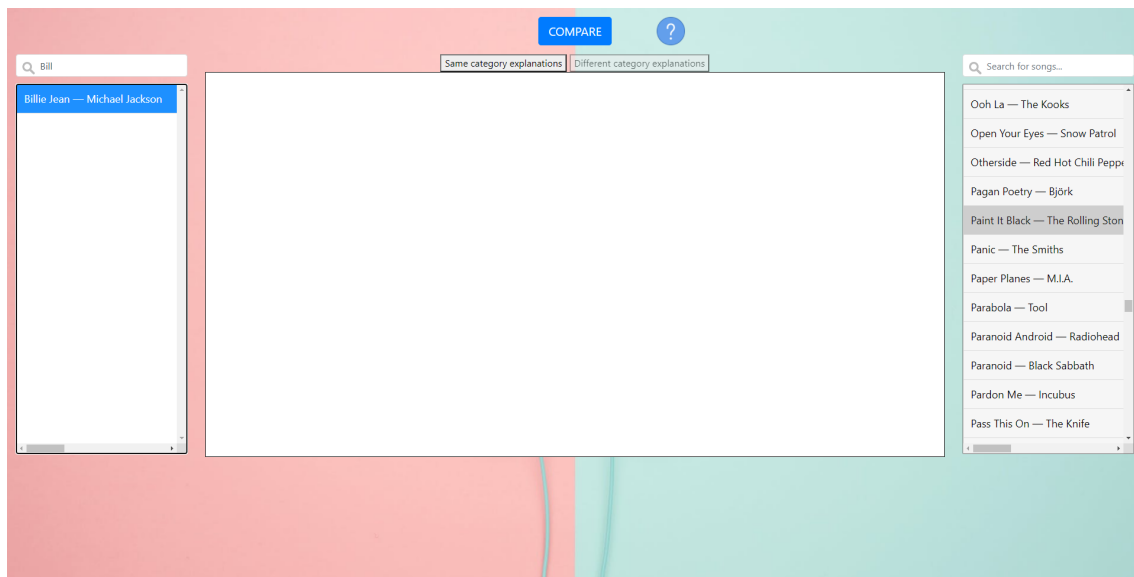 COMPARE
?
Bill
Same category explanations
Different category explanations
Search for songs...
Billie Jean — Michael Jackson
Ooh La — The Kooks
Open Your Eyes — Snow Patrol
Otherside — Red Hot Chili Peppe
Pagan Poetry — Björk
Paint It Black — The Rolling Ston
Panic — The Smiths
Paper Planes — M.I.A.
Parabola — Tool
Paranoid Android — Radiohead
Paranoid — Black Sabbath
Pardon Me — Incubus
Pass This On — The Knife